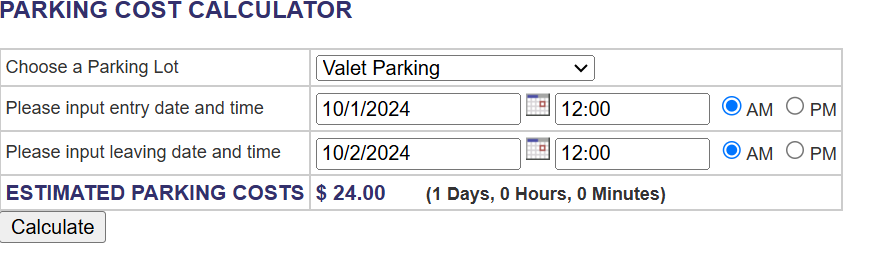 PARKING COST CALCULATOR
Choose a Parking Lot Valet Parking
Please input entry date and time 10/1/2024 12:00 AM PM
Please input leaving date and time 10/2/2024 12:00 AM PM
ESTIMATED PARKING COSTS $ 24.00 (1 Days, 0 Hours, 0 Minutes)
Calculate